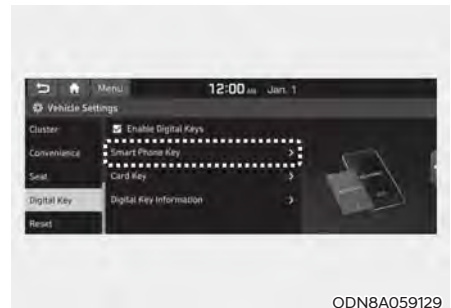 Menu
12:00 AM Jan. 1
Vehicle Settings
Cluster
Enable Digital Keys
Convenience
Smart Phone Key
Seat
Card Key
Digital Key
Digital Key Information
Reset
ODN8A059129